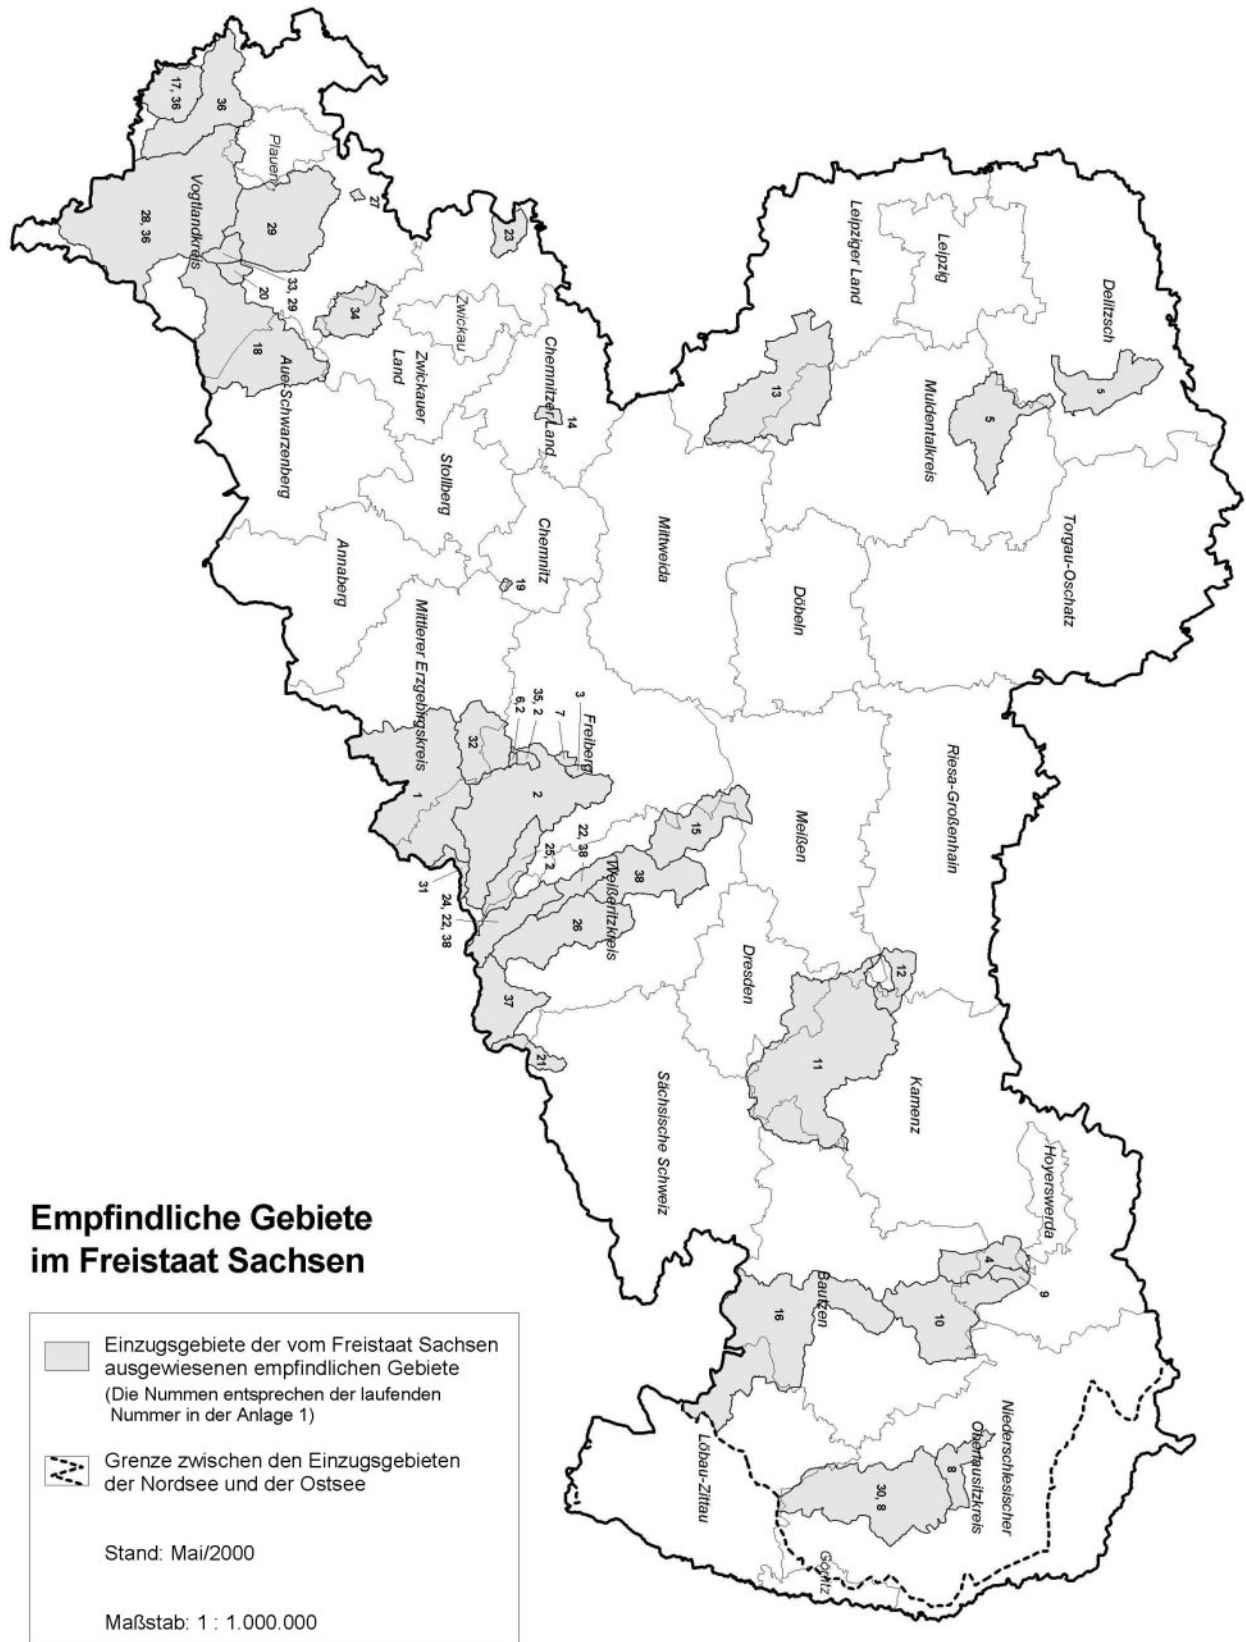 17, 36
36
Plauen
27
Vogtlandkreis
28, 36
29
33, 29
20
18
34
23
Zwickau
Zwickauer
Land
Auer-Schwarzenberg
Chemnitzer Land
14
Stollberg
Chemnitz
19
Annaberg
Mittlerer Erzgebirgskreis
Leipziger Land
Leipzig
Delitzsch
5
5
13
Muldentalkreis
Torgau-Oschatz
Mittweida
Döbeln
3
7
35, 2
6,2
Freiberg
32
1
2
22, 38
25, 2
31
24, 22, 38
15
38
Weißeritzkreis
26
37
21
Meißen
Riesa-Großenhain
Dresden
12
11
Kamenz
Sächsische Schweiz
Hoyerswerda
4
9
10
Bautzen
16
Niederschlesischer
Oberlausitzkreis
8
30, 8
Löbau-Zittau
Görlitz
Empfindliche Gebiete
im Freistaat Sachsen
Einzugsgebiete der vom Freistaat Sachsen
ausgewiesenen empfindlichen Gebiete
(Die Nummen entsprechen der laufenden
Nummer in der Anlage 1)
Grenze zwischen den Einzugsgebieten
der Nordsee und der Ostsee
Stand: Mai/2000
Maßstab: 1 : 1.000.000